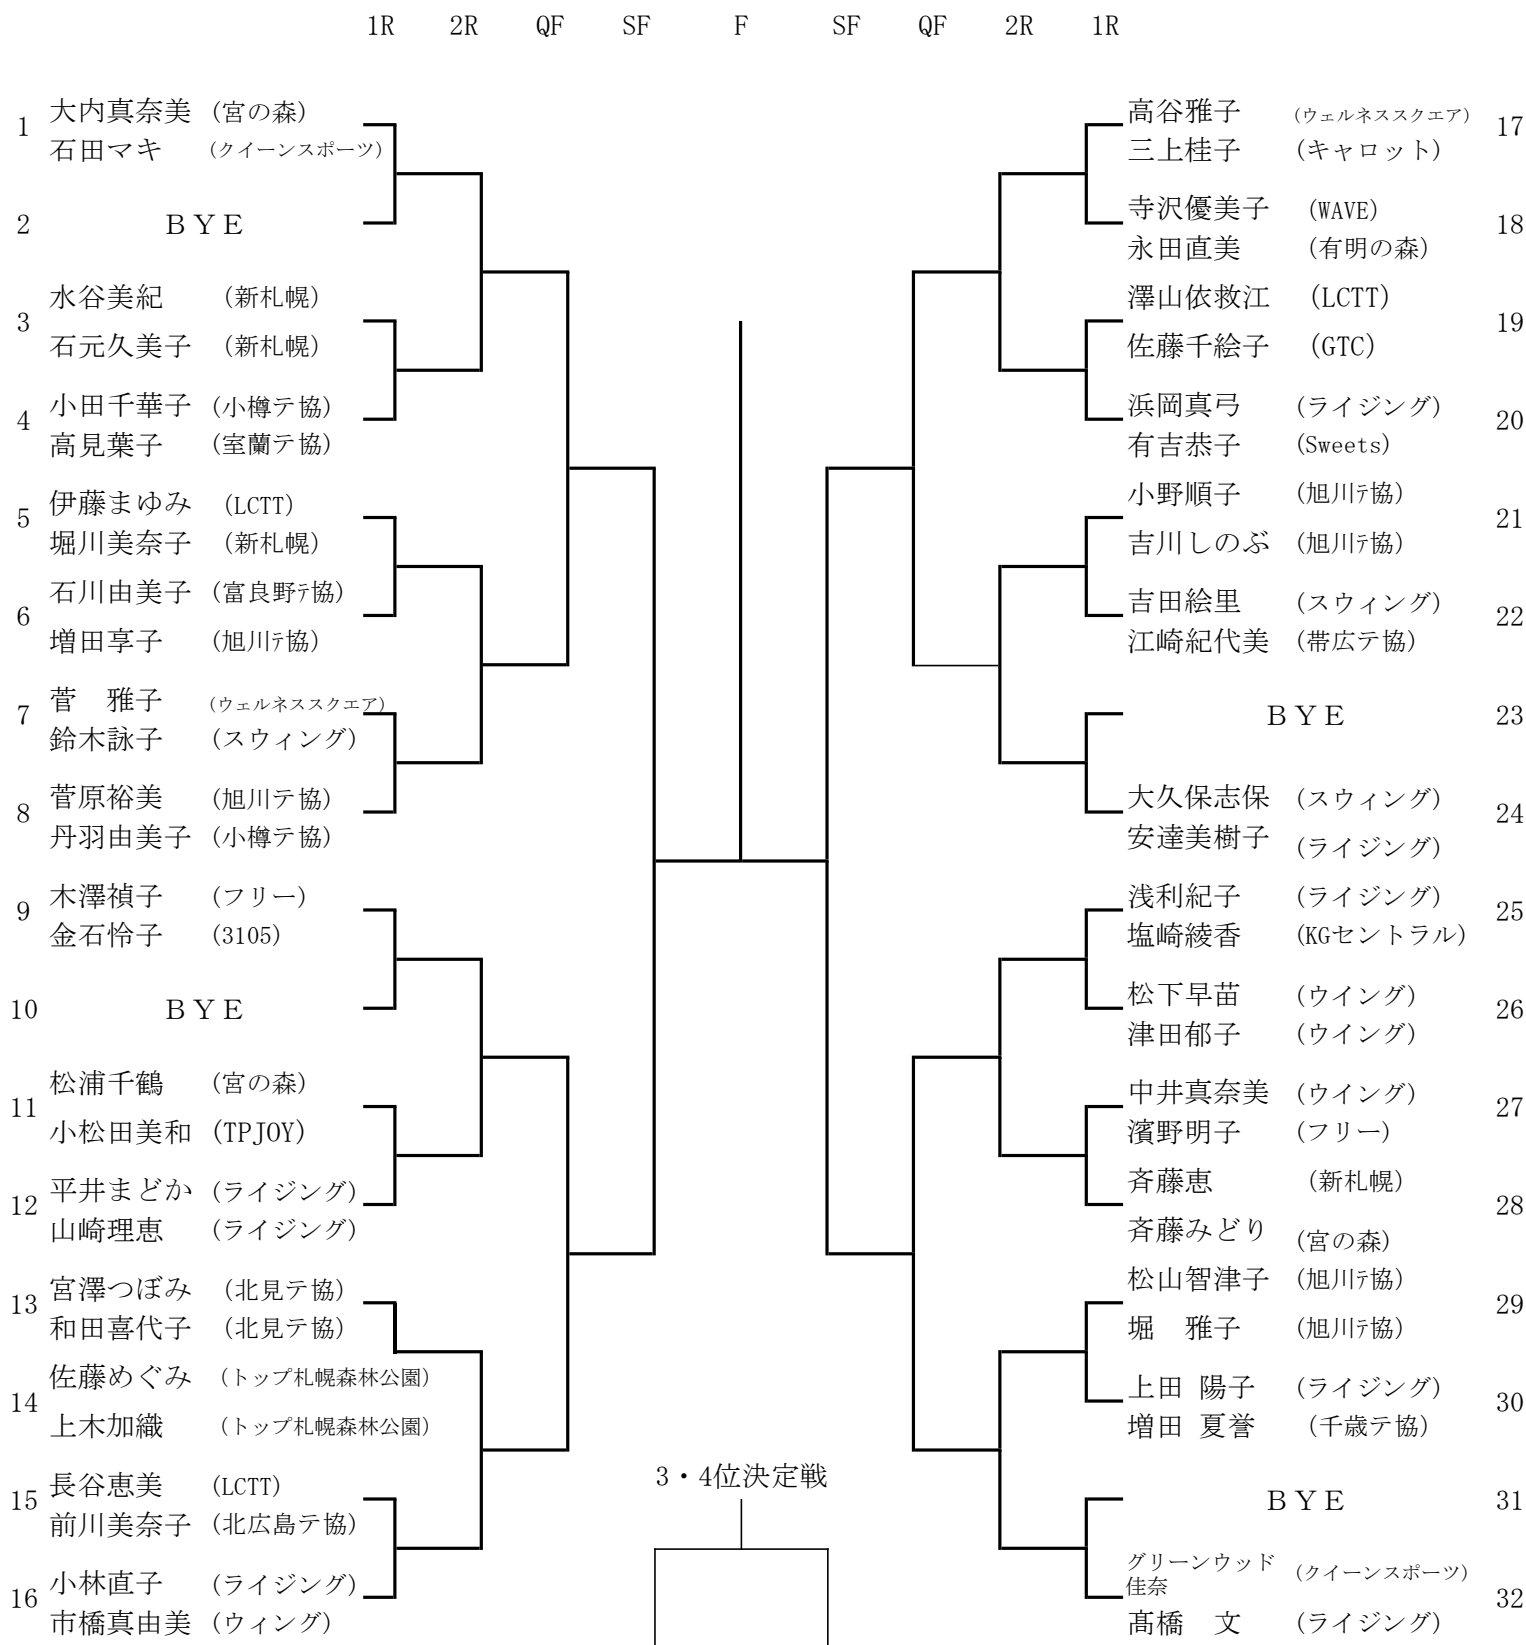 1R 2R QF SF F SF QF 2R 1R
1 大内真奈美 (宮の森)
石田マキ (クイーンスポーツ)
2 ＢＹＥ
3 水谷美紀 (新札幌)
石元久美子 (新札幌)
4 小田千華子 (小樽テ協)
高見葉子 (室蘭テ協)
5 伊藤まゆみ (LCTT)
堀川美奈子 (新札幌)
6 石川由美子 (富良野ﾃ協)
増田享子 (旭川ﾃ協)
7 菅　雅子 (ウェルネススクエア)
鈴木詠子 (スウィング)
8 菅原裕美 (旭川テ協)
丹羽由美子 (小樽テ協)
9 木澤禎子 (フリー)
金石怜子 (3105)
10 ＢＹＥ
11 松浦千鶴 (宮の森)
小松田美和 (TPJOY)
12 平井まどか (ライジング)
山崎理恵 (ライジング)
13 宮澤つぼみ (北見テ協)
和田喜代子 (北見テ協)
14 佐藤めぐみ (トップ札幌森林公園)
上木加織 (トップ札幌森林公園)
15 長谷恵美 (LCTT)
前川美奈子 (北広島テ協)
16 小林直子 (ライジング)
市橋真由美 (ウィング)
高谷雅子 (ウェルネススクエア) 17
三上桂子 (キャロット)
寺沢優美子 (WAVE) 18
永田直美 (有明の森)
澤山依救江 (LCTT) 19
佐藤千絵子 (GTC)
浜岡真弓 (ライジング) 20
有吉恭子 (Sweets)
小野順子 (旭川ﾃ協) 21
吉川しのぶ (旭川ﾃ協)
吉田絵里 (スウィング) 22
江崎紀代美 (帯広テ協)
ＢＹＥ 23
大久保志保 (スウィング) 24
安達美樹子 (ライジング)
浅利紀子 (ライジング) 25
塩崎綾香 (KGセントラル)
松下早苗 (ウイング) 26
津田郁子 (ウイング)
中井真奈美 (ウイング) 27
濱野明子 (フリー)
斉藤恵 (新札幌) 28
斉藤みどり (宮の森)
松山智津子 (旭川ﾃ協) 29
堀　雅子 (旭川ﾃ協)
上田 陽子 (ライジング) 30
増田 夏誉 (千歳テ協)
ＢＹＥ 31
グリーンウッド
佳奈 (クイーンスポーツ) 32
髙橋　文 (ライジング)
3・4位決定戦